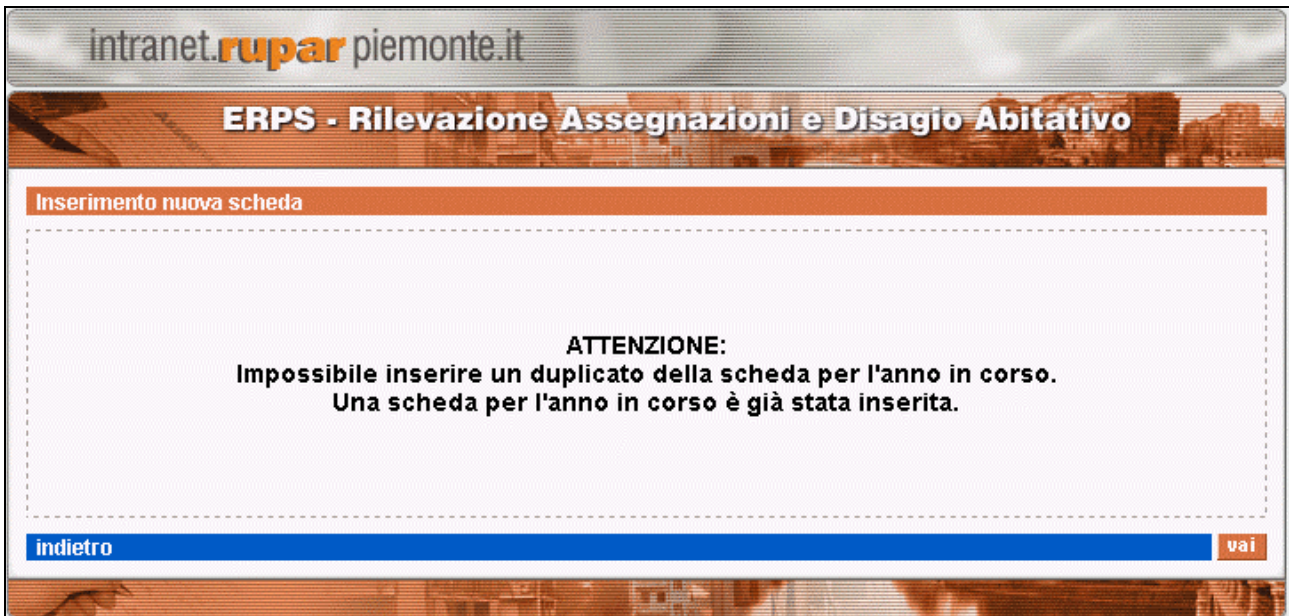 intranet.rupar piemonte.it
ERPS - Rilevazione Assegnazioni e Disagio Abitativo
Inserimento nuova scheda
ATTENZIONE:
Impossibile inserire un duplicato della scheda per l'anno in corso.
Una scheda per l'anno in corso è già stata inserita.
indietro
vai